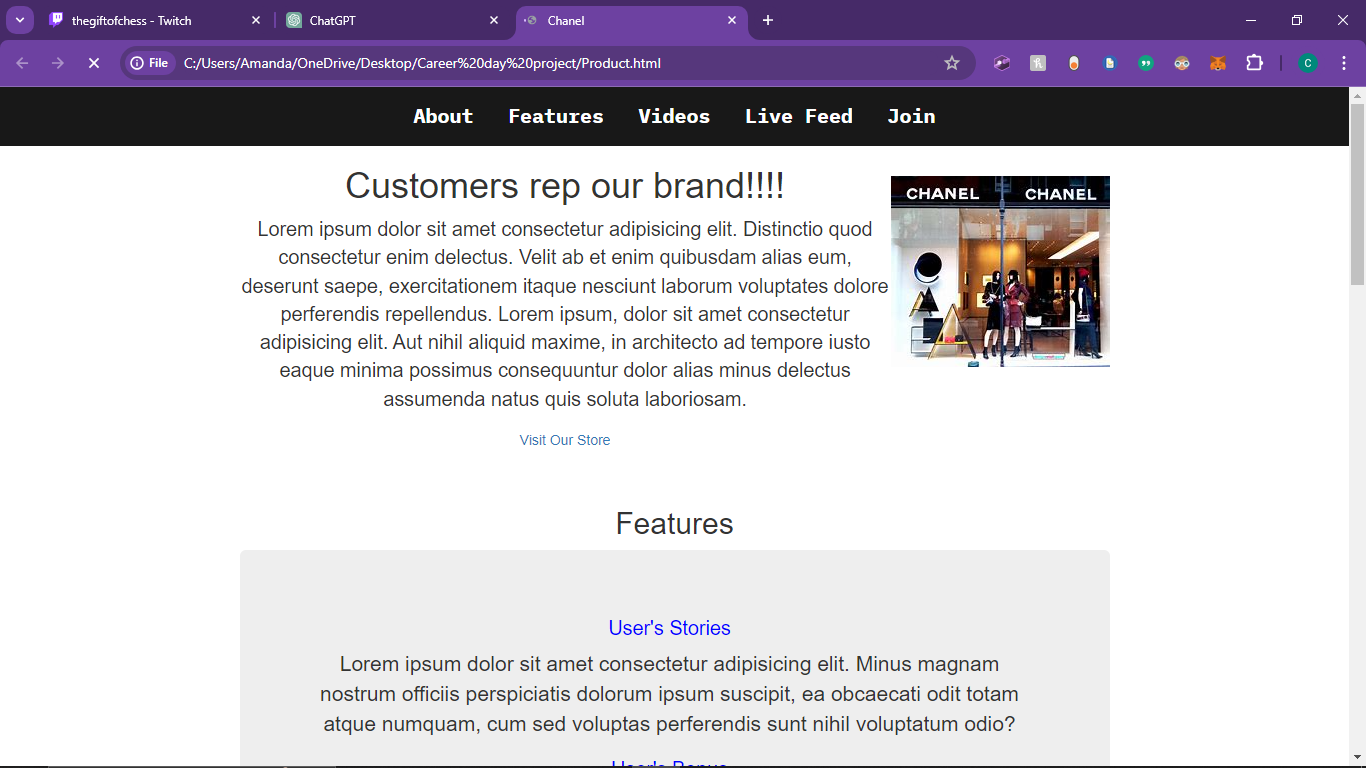 thegiftofchess - Twitch
ChatGPT
Chanel
File
C:/Users/Amanda/OneDrive/Desktop/Career%20day%20project/Product.html
C
About Features Videos Live Feed Join
Customers rep our brand!!!!
CHANEL CHANEL
Lorem ipsum dolor sit amet consectetur adipisicing elit. Distinctio quod
consectetur enim delectus. Velit ab et enim quibusdam alias eum,
deserunt saepe, exercitationem itaque nesciunt laborum voluptates dolore
perferendis repellendus. Lorem ipsum, dolor sit amet consectetur
adipisicing elit. Aut nihil aliquid maxime, in architecto ad tempore iusto
eaque minima possimus consequuntur dolor alias minus delectus
assumenda natus quis soluta laboriosam.
Visit Our Store
Features
User's Stories
Lorem ipsum dolor sit amet consectetur adipisicing elit. Minus magnam
nostrum officiis perspiciatis dolorum ipsum suscipit, ea obcaecati odit totam
atque numquam, cum sed voluptas perferendis sunt nihil voluptatum odio?
User's Bonus